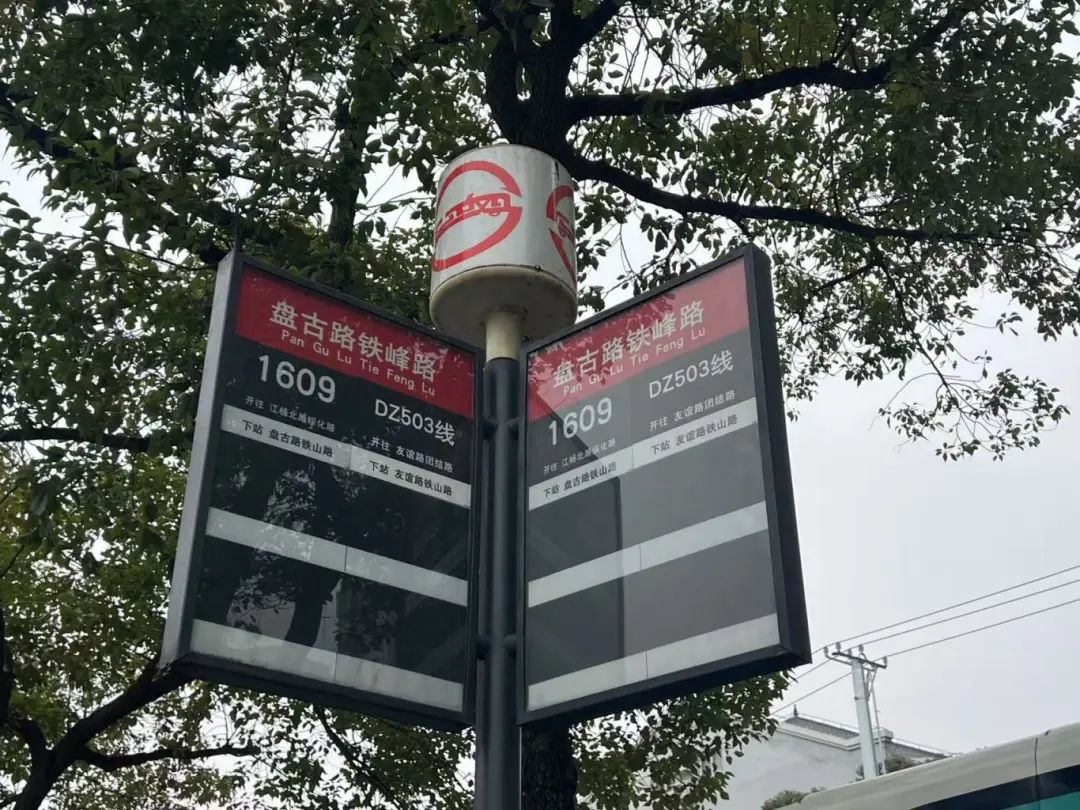 盘古路铁峰路
Pan Gu Lu Tie Feng Lu
1609
DZ503线
开往 江杨北路际化路
开往 友谊路团结路
下站 盘古路铁山路
下站 友谊路铁山路
盘古路铁峰路
Pan Gu Lu Tie Feng Lu
1609
DZ503线
开往 友谊路团结路
下站 盘古路铁山路
下站 友谊路铁山路